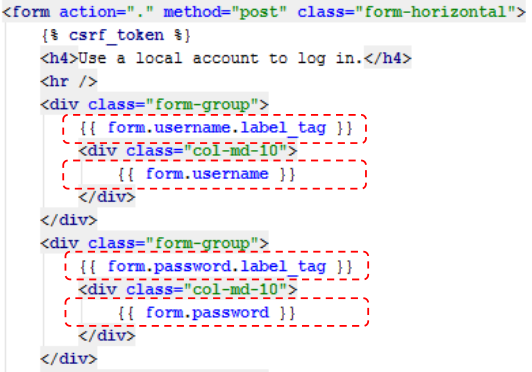 <form action="." method="post" class="form-horizontal">
{% csrf_token %}
<h4>Use a local account to log in.</h4>
<hr />
<div class="form-group">
{{ form.username.label_tag }}
<div class="col-md-10">
{{ form.username }}
</div>
</div>
<div class="form-group">
{{ form.password.label_tag }}
<div class="col-md-10">
{{ form.password }}
</div>
</div>